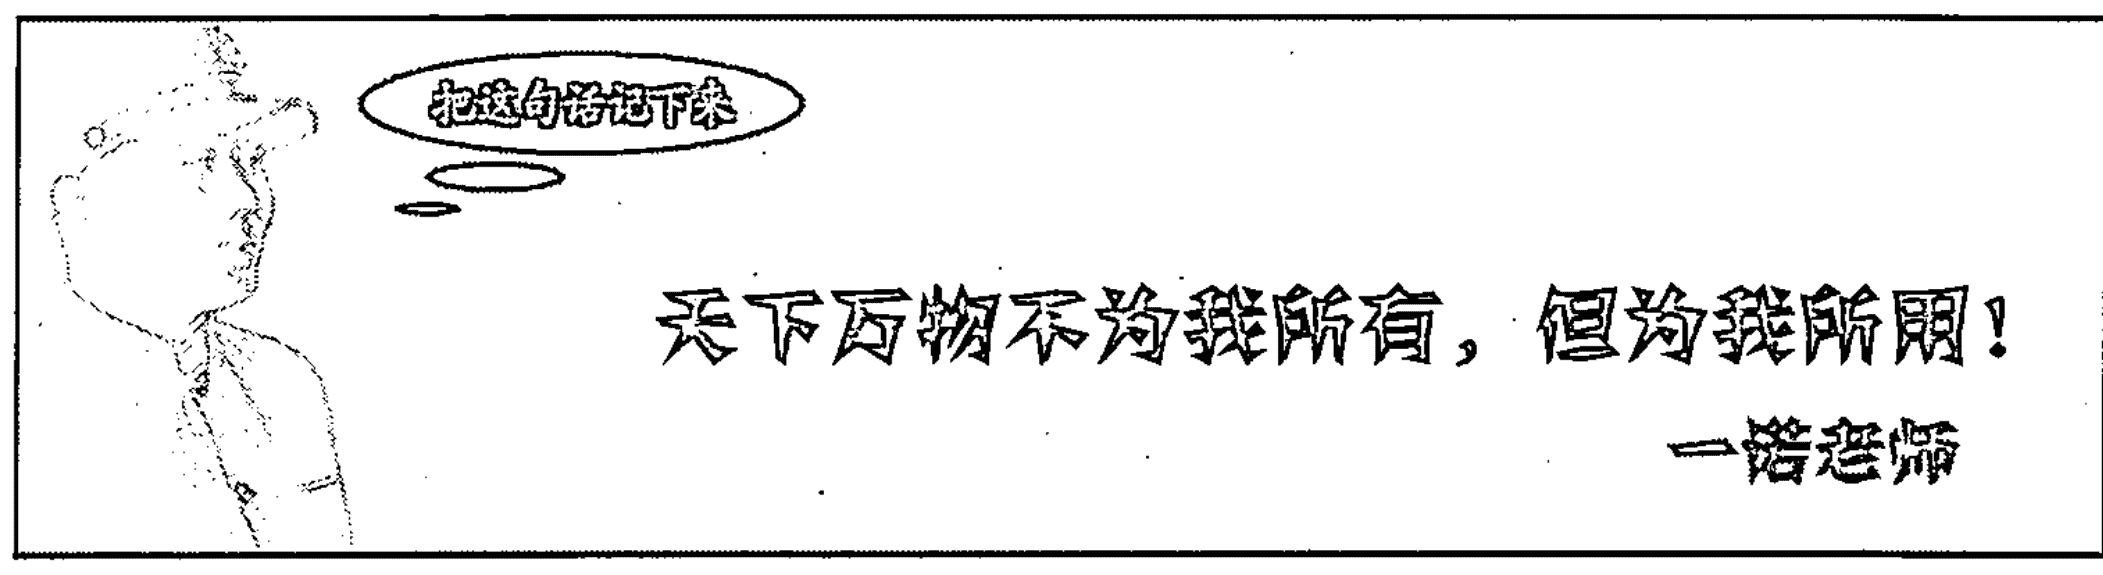 把这句话记下来
天下万物不为我所有，但为我所用！
一诺老师